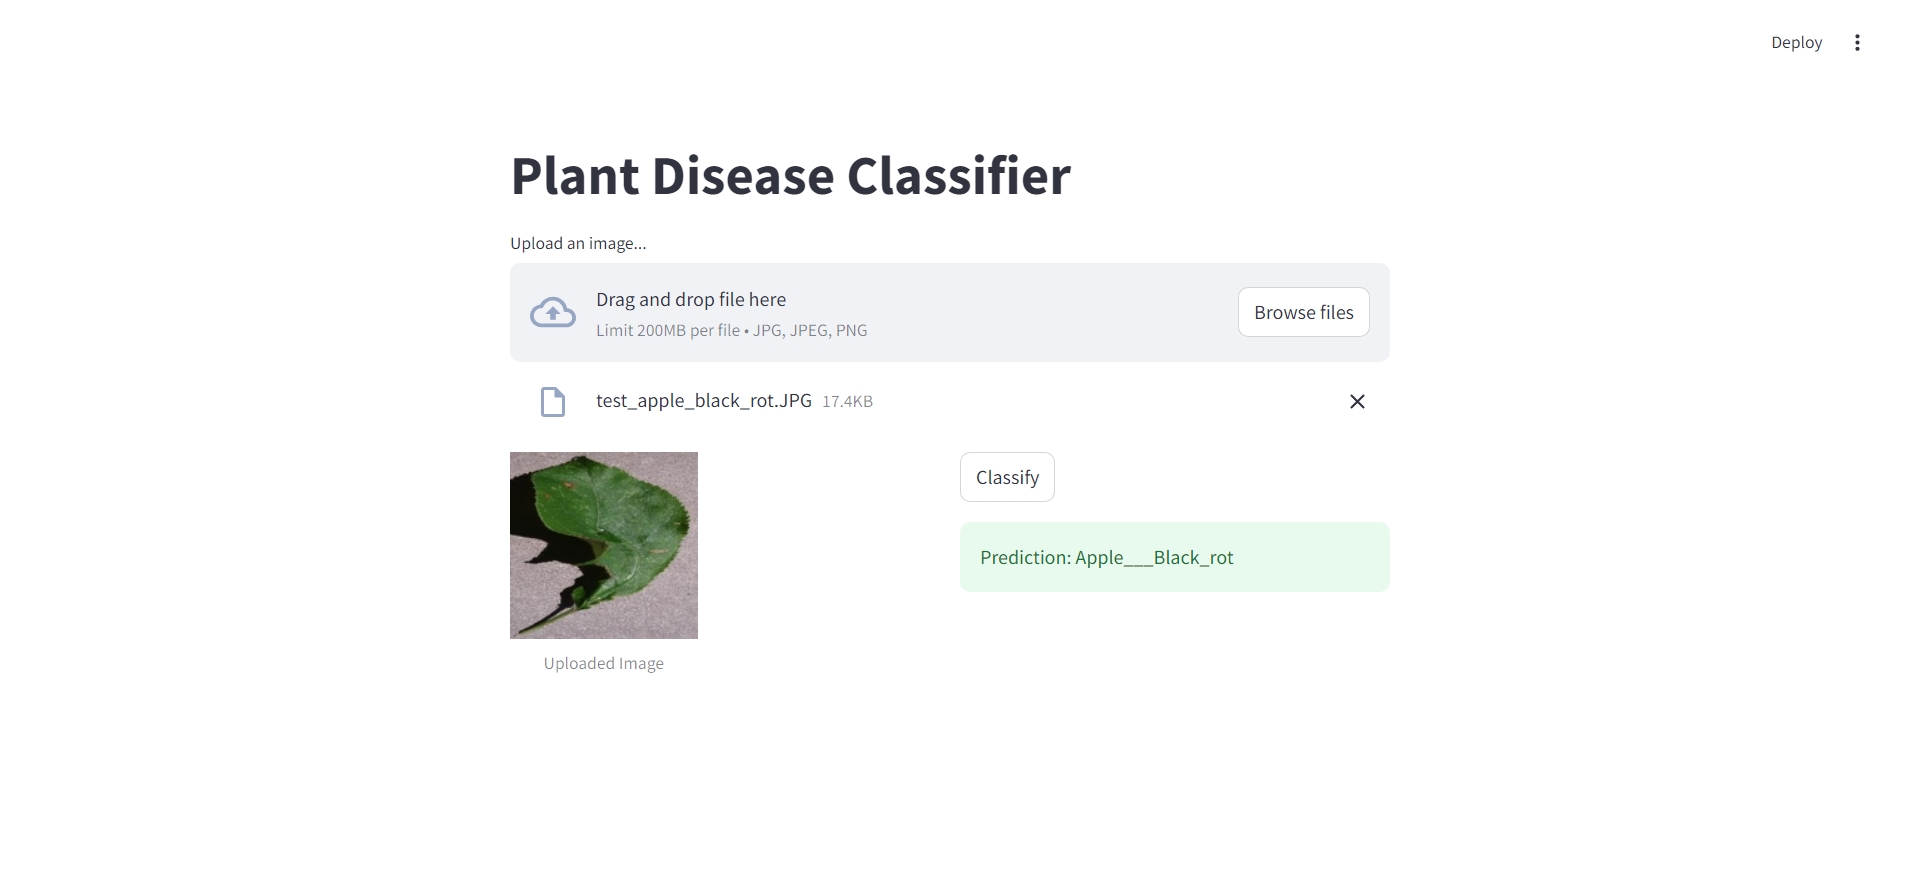 Deploy
Plant Disease Classifier
Upload an image...
Drag and drop file here
Limit 200MB per file • JPG, JPEG, PNG
Browse files
test_apple_black_rot.JPG 17.4KB
Classify
Prediction: Apple___Black_rot
Uploaded Image